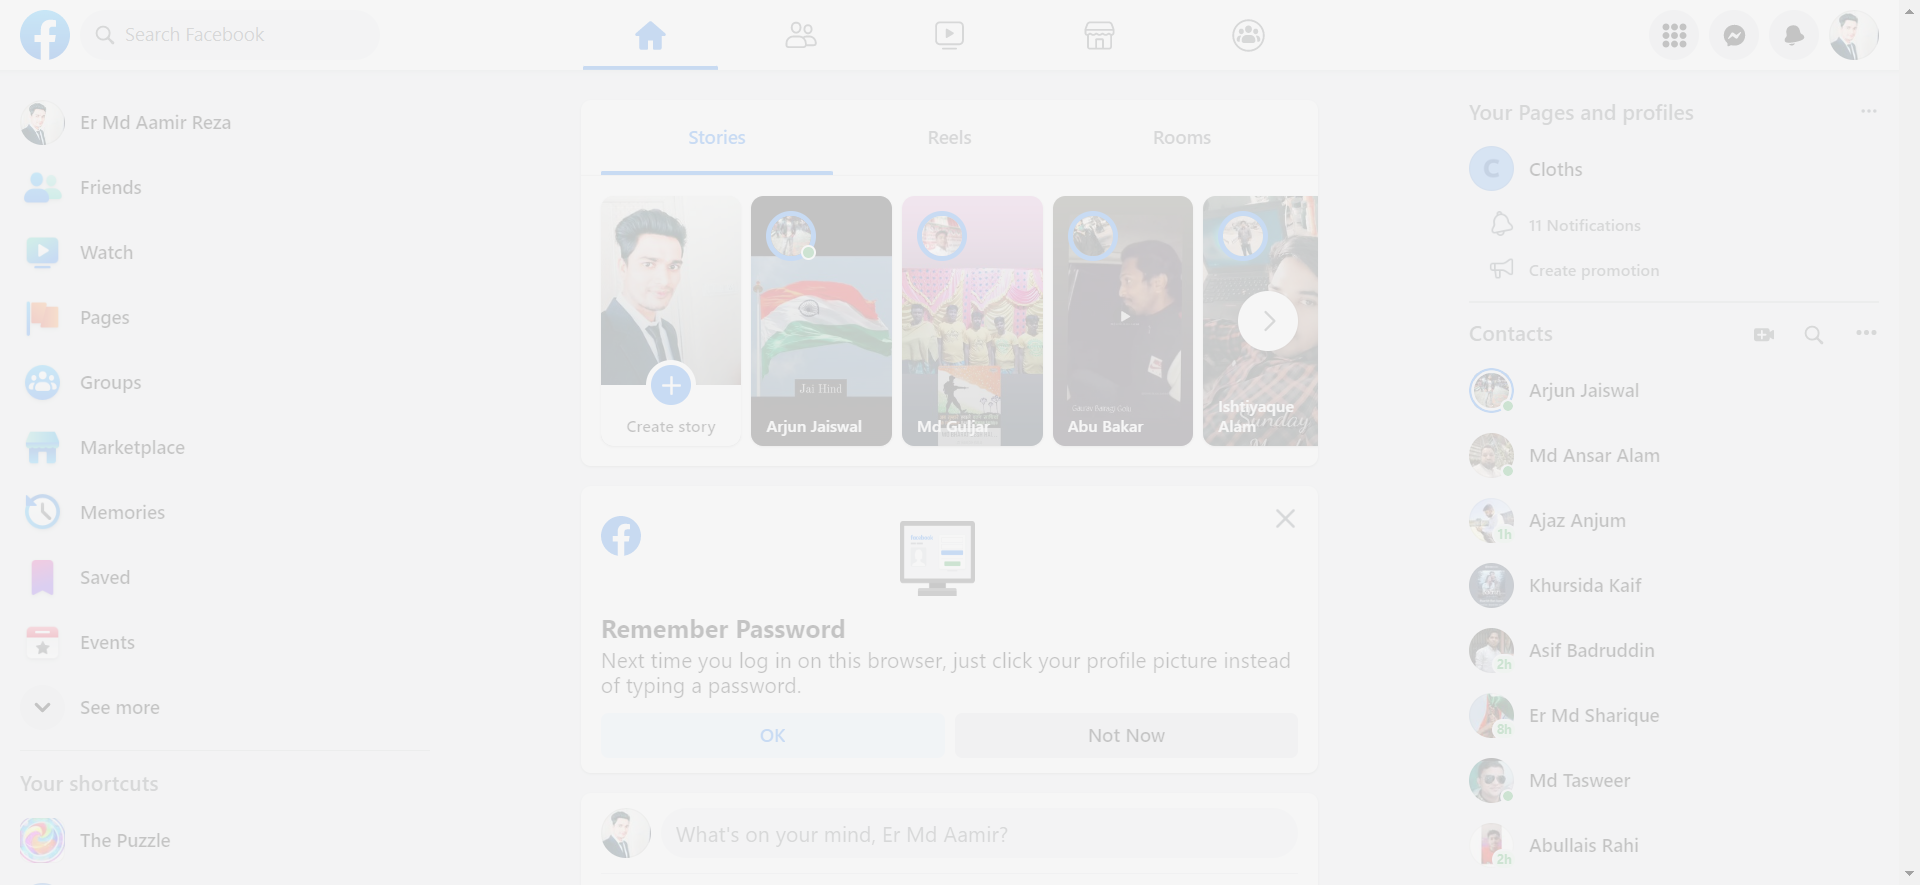 Search Facebook
Er Md Aamir Reza
Friends
Watch
Pages
Groups
Marketplace
Memories
Saved
Events
See more
Your shortcuts
The Puzzle
Stories
Reels
Rooms
Create story
Jai Hind
Arjun Jaiswal
Md Guljar
Abu Bakar
Ishtiyaque
Alam
Remember Password
Next time you log in on this browser, just click your profile picture instead
of typing a password.
OK
Not Now
What's on your mind, Er Md Aamir?
Your Pages and profiles
C
Cloths
11 Notifications
Create promotion
Contacts
Arjun Jaiswal
Md Ansar Alam
Ajaz Anjum
1h
Khursida Kaif
Asif Badruddin
2h
Er Md Sharique
8h
Md Tasweer
Abullais Rahi
2h